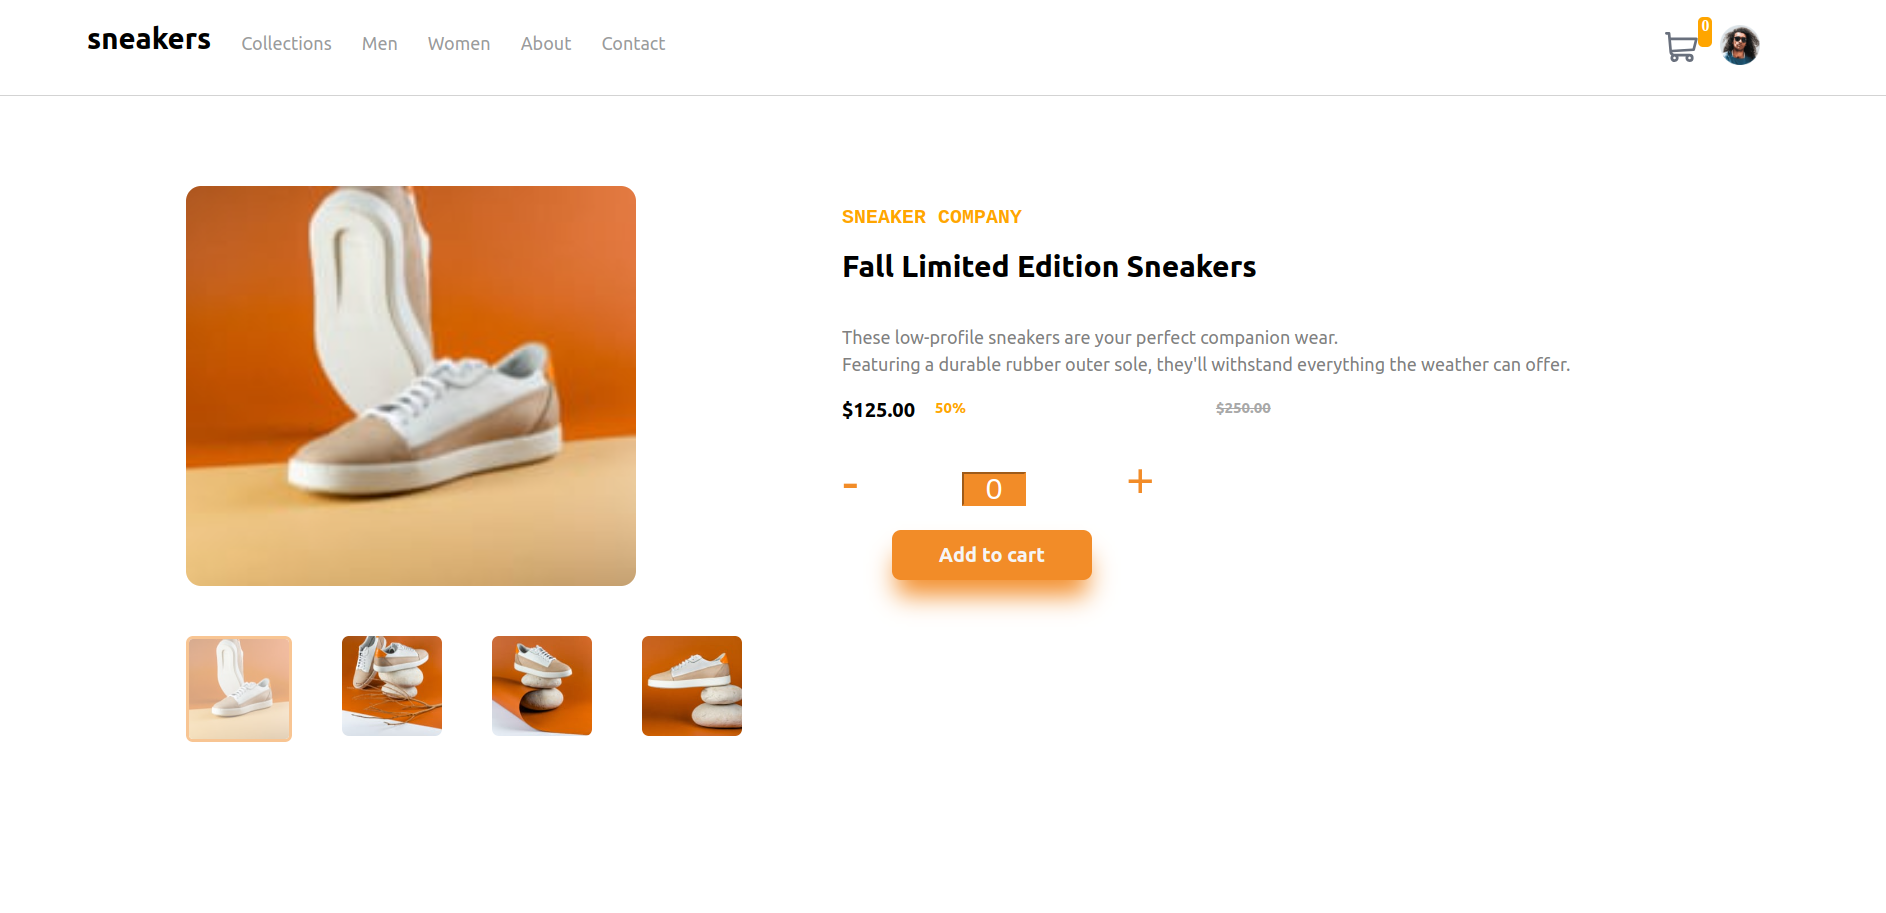 sneakers Collections Men Women About Contact 0
SNEAKER COMPANY
Fall Limited Edition Sneakers
These low-profile sneakers are your perfect companion wear.
Featuring a durable rubber outer sole, they'll withstand everything the weather can offer.
$125.00 50% $250.00
- 0 +
Add to cart